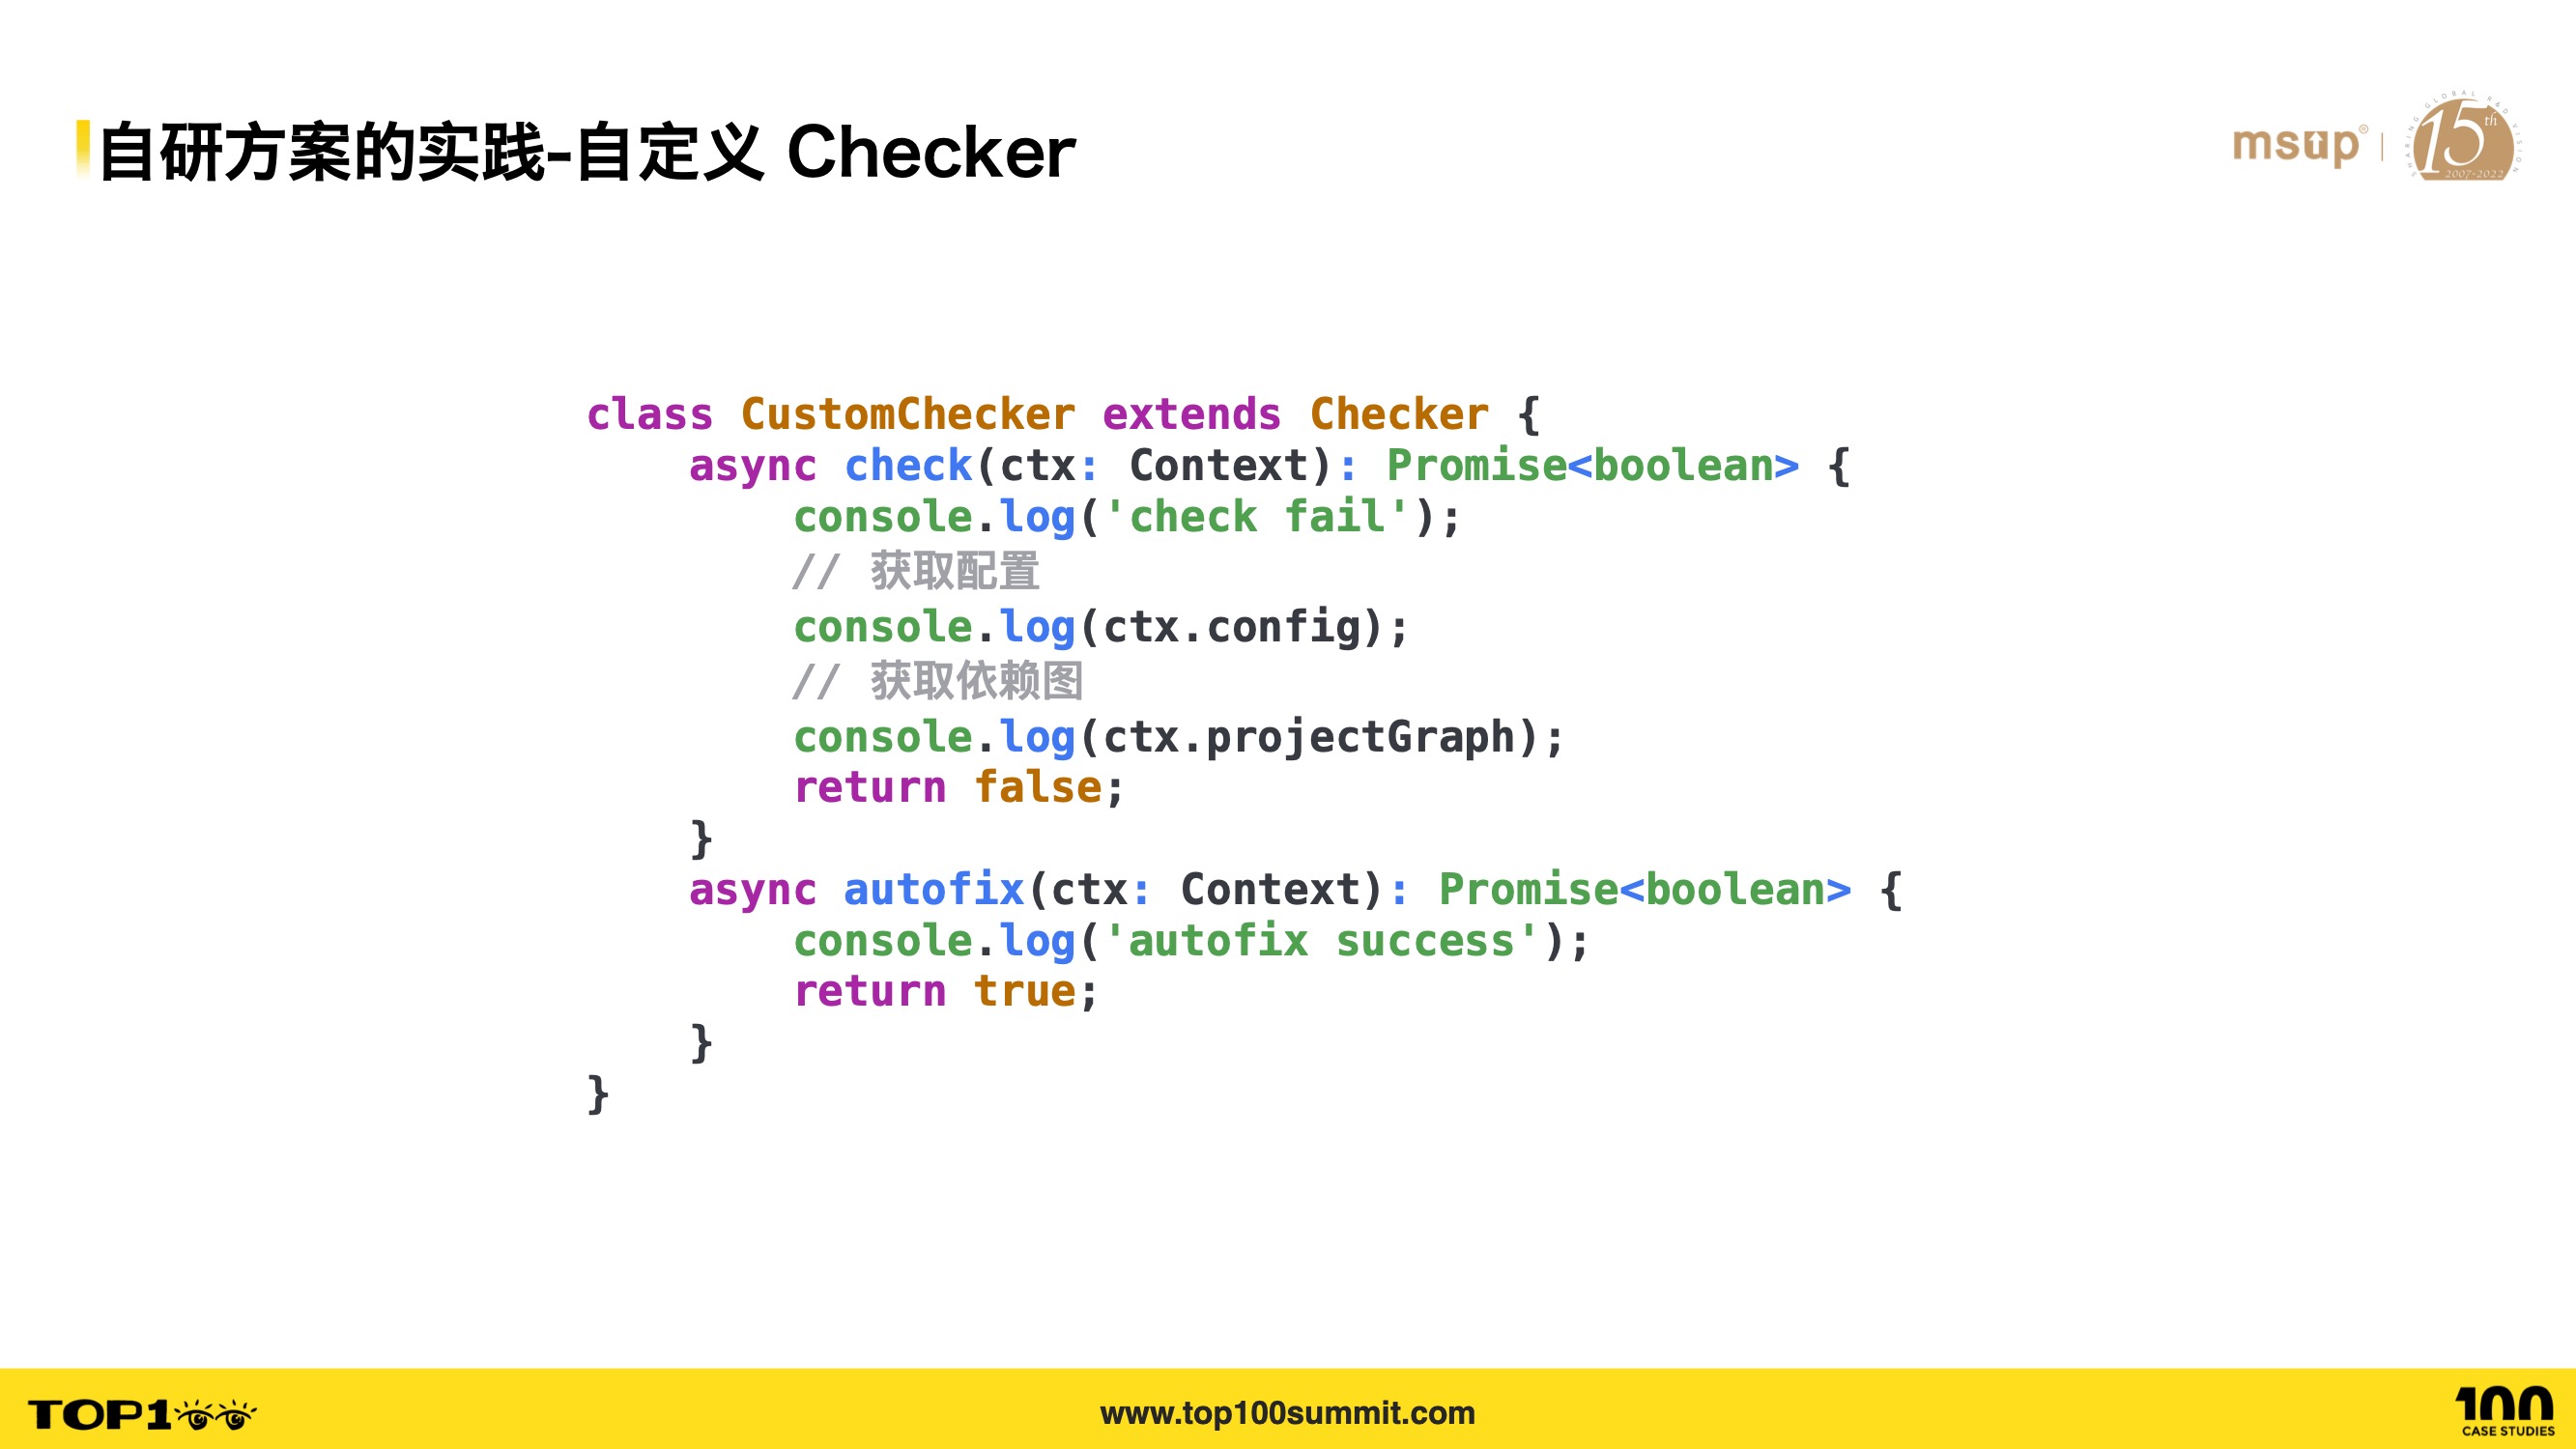 自研方案的实践-自定义 Checker
msup®
SHARING GLOBAL R&D VISION
15th
2007-2022
class CustomChecker extends Checker {
    async check(ctx: Context): Promise<boolean> {
        console.log('check fail');
        // 获取配置
        console.log(ctx.config);
        // 获取依赖图
        console.log(ctx.projectGraph);
        return false;
    }
    async autofix(ctx: Context): Promise<boolean> {
        console.log('autofix success');
        return true;
    }
}
TOP100
www.top100summit.com
100
CASE STUDIES